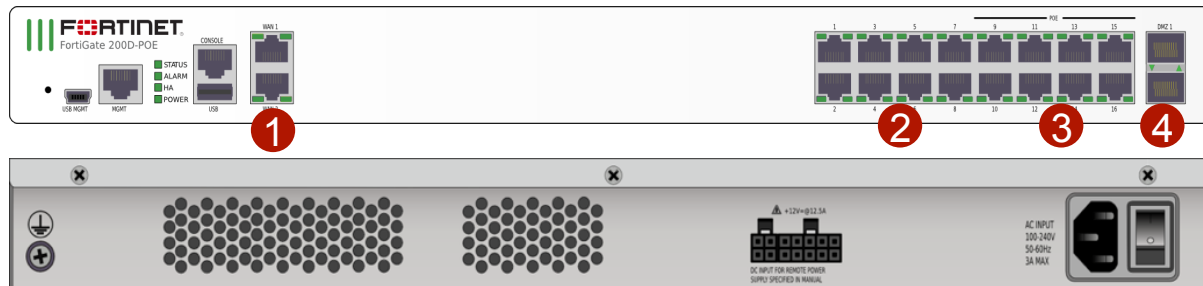 FORTINET
FortiGate 200D-POE
USB MGMT
MGMT
STATUS
ALARM
HA
POWER
CONSOLE
USB
WAN 1
1
1 3 5 7 9 11 13 15
POE
2 4 8 10 12 16
2
3
DMZ 1
4
+12V=@12.5A
DC INPUT FOR REMOTE POWER
SUPPLY SPECIFIED IN MANUAL
AC INPUT
100-240V
50-60Hz
3A MAX